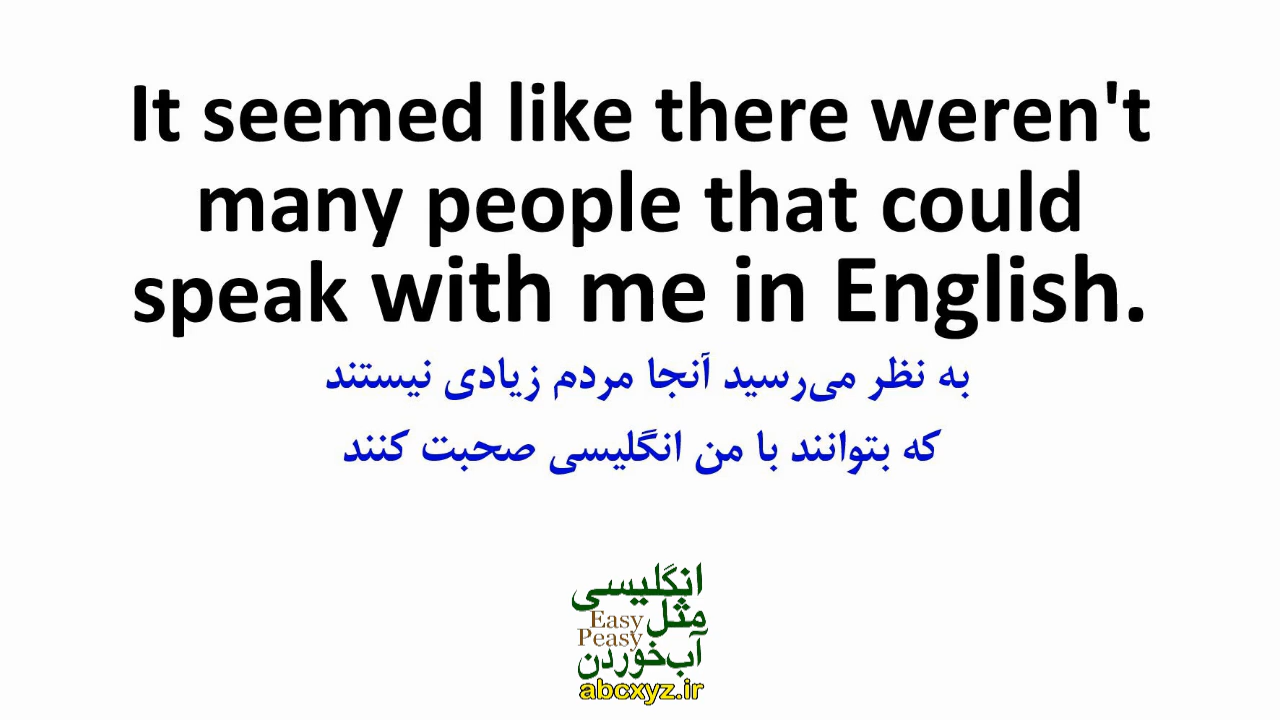 It seemed like there weren't
many people that could
speak with me in English.
به نظر می‌رسید آنجا مردم زیادی نیستند
که بتوانند با من انگلیسی صحبت کنند
انگلیسی
مثل
Easy
Peasy
آب‌خوردن
abcxyz.ir